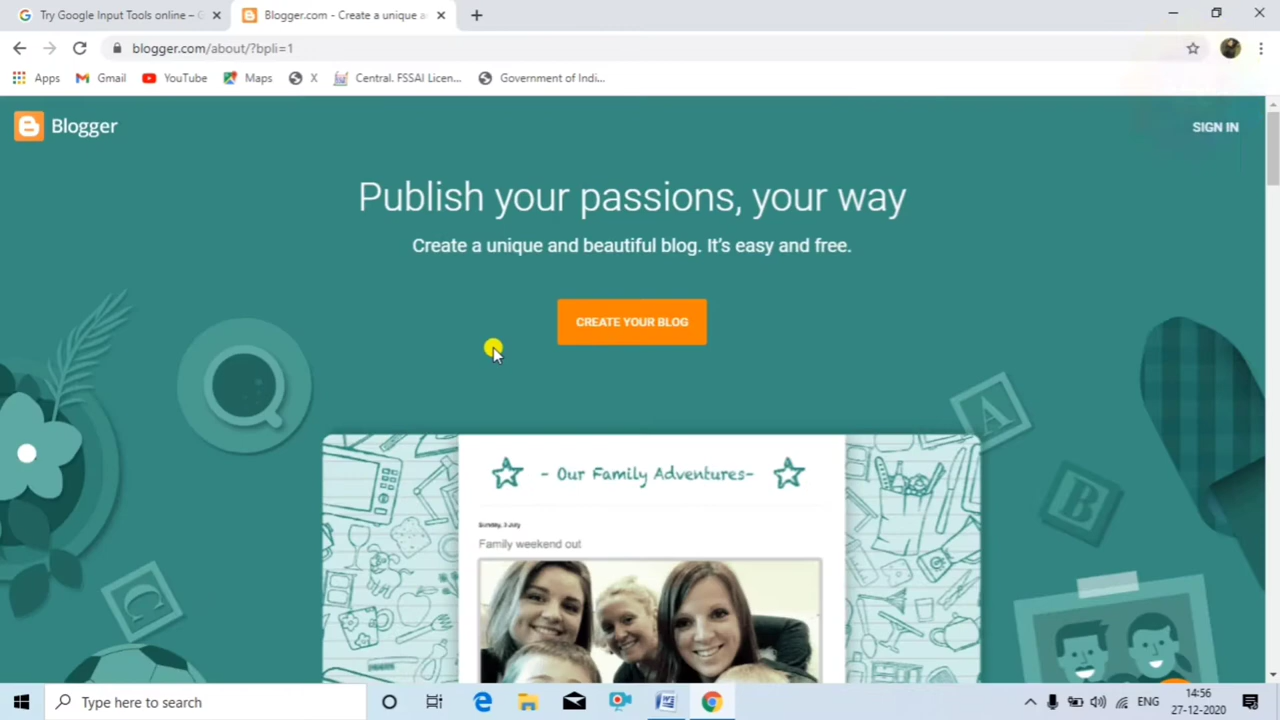 Try Google Input Tools online – G
Blogger.com - Create a unique a
blogger.com/about/?bpli=1
Apps
Gmail
YouTube
Maps
X
Central. FSSAI Licen...
Government of Indi...
Blogger
SIGN IN
Publish your passions, your way
Create a unique and beautiful blog. It's easy and free.
CREATE YOUR BLOG
A
B
C
- Our Family Adventures-
Sunday, 3 July
Family weekend out
Type here to search
ENG
14:56
27-12-2020